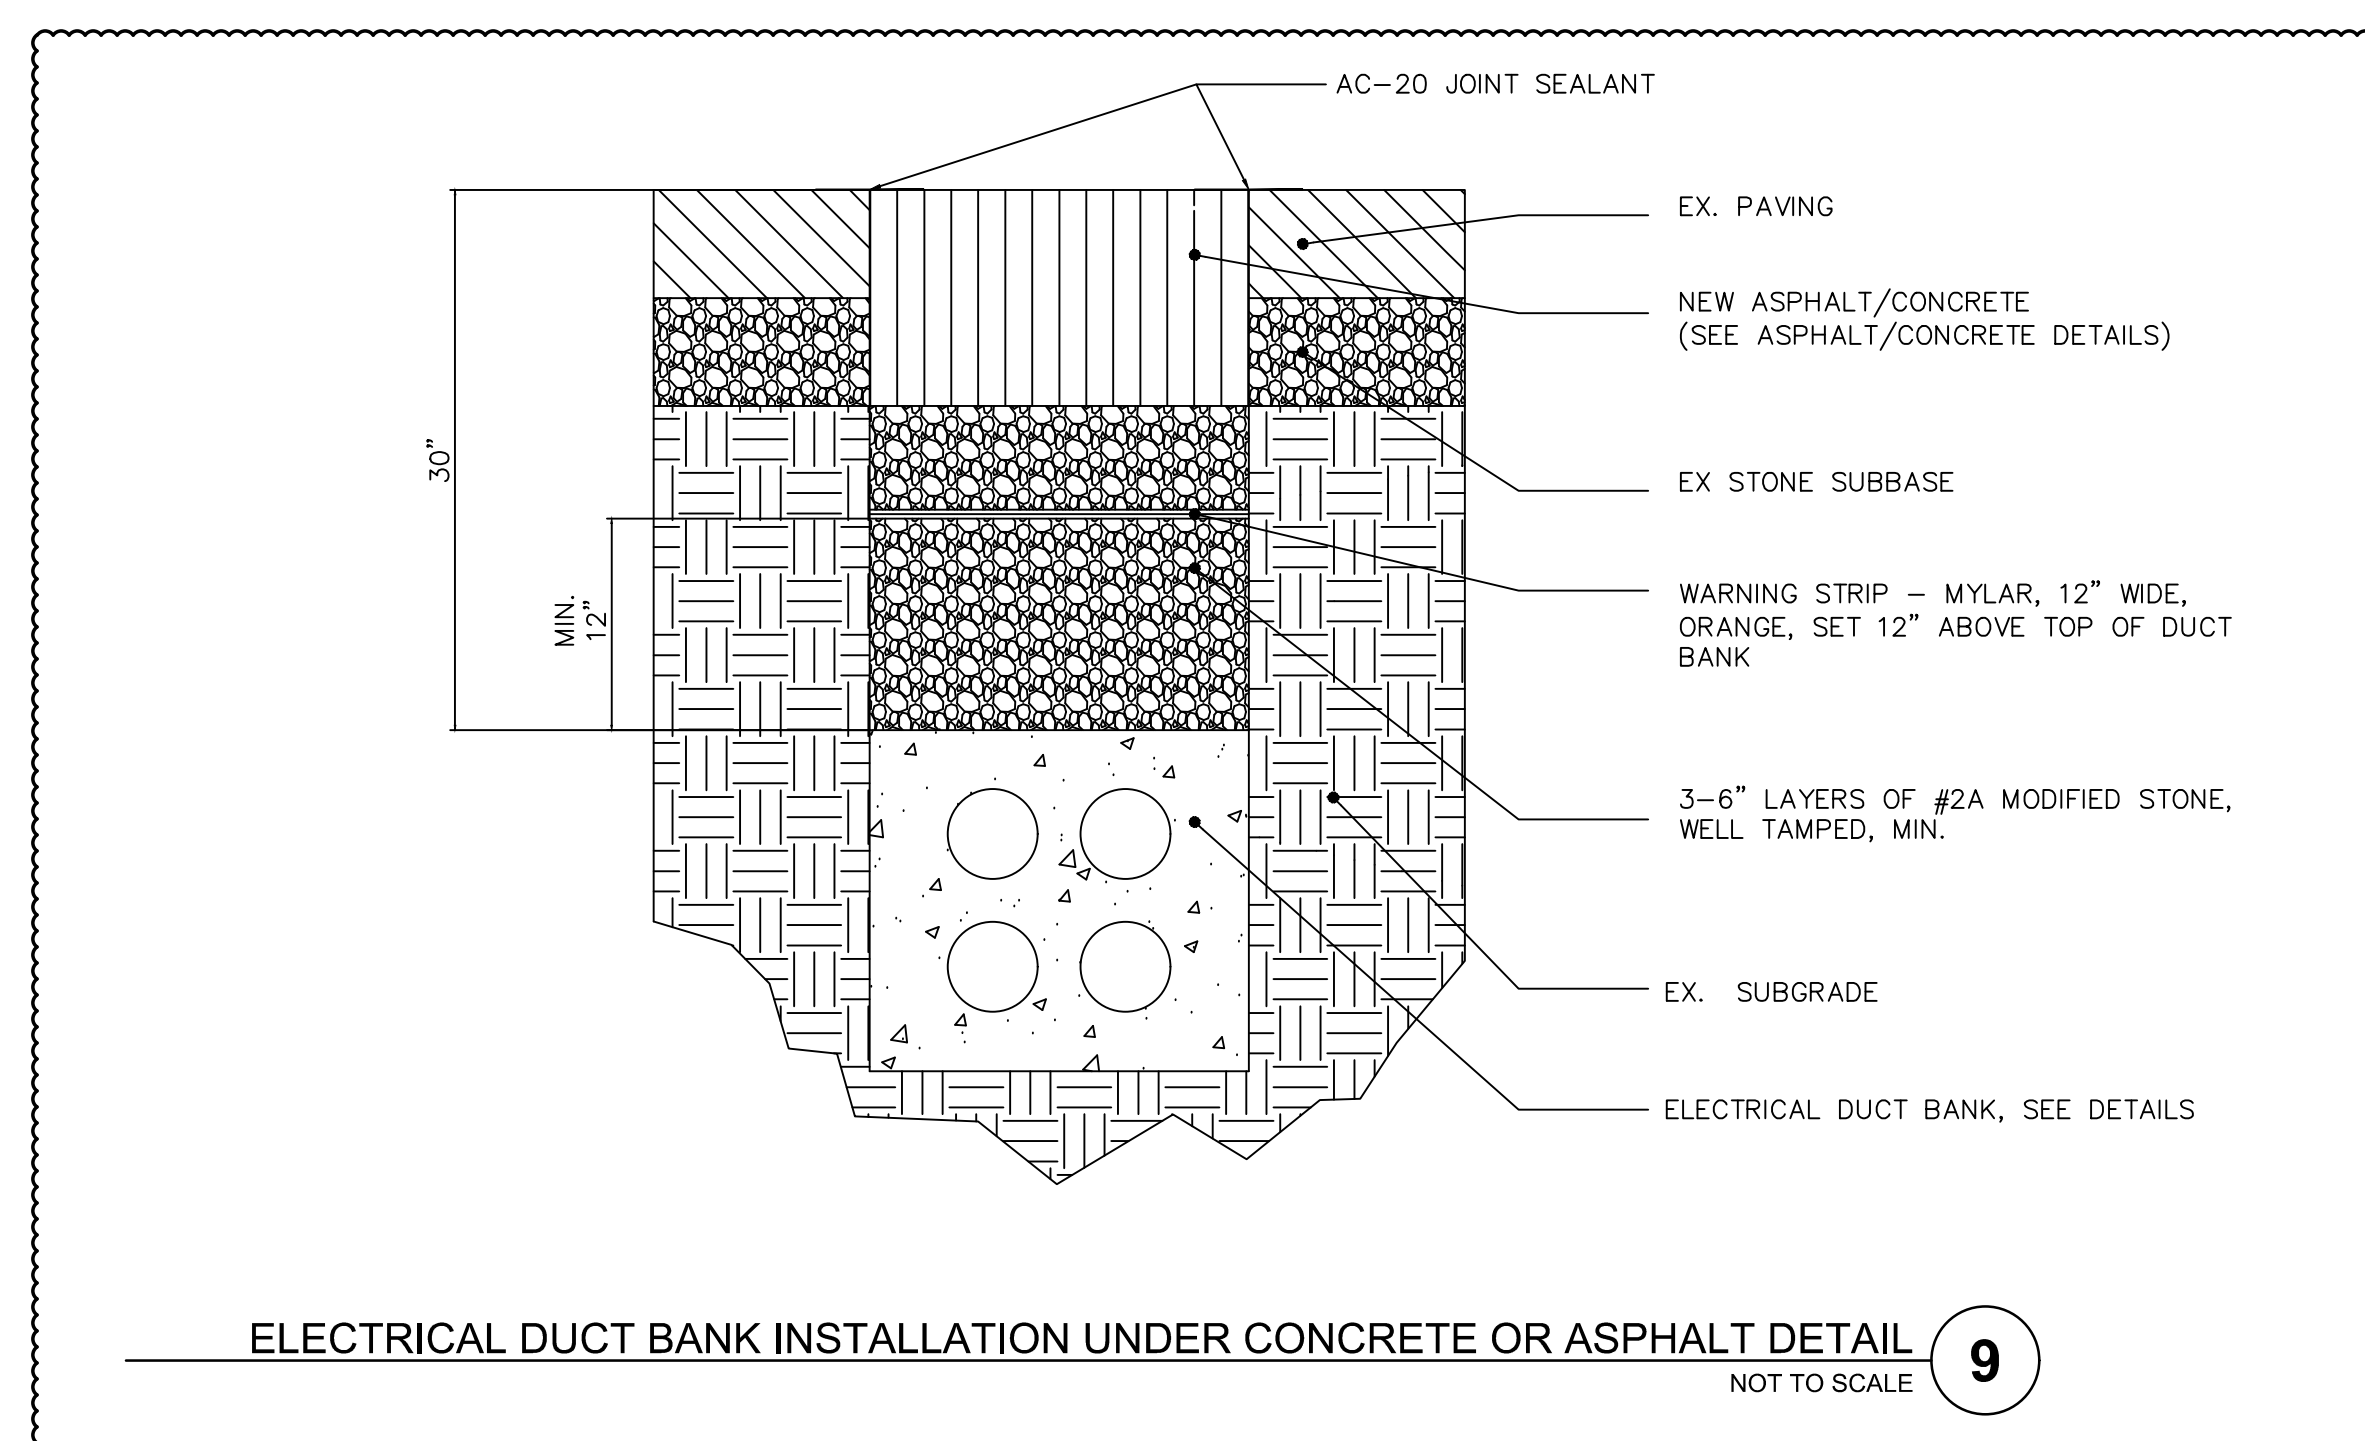 AC-20 JOINT SEALANT
EX. PAVING
NEW ASPHALT/CONCRETE
(SEE ASPHALT/CONCRETE DETAILS)
30”
EX STONE SUBBASE
MIN.
12”
WARNING STRIP – MYLAR, 12” WIDE,
ORANGE, SET 12” ABOVE TOP OF DUCT
BANK
3-6” LAYERS OF #2A MODIFIED STONE,
WELL TAMPED, MIN.
EX. SUBGRADE
ELECTRICAL DUCT BANK, SEE DETAILS
ELECTRICAL DUCT BANK INSTALLATION UNDER CONCRETE OR ASPHALT DETAIL
9
NOT TO SCALE